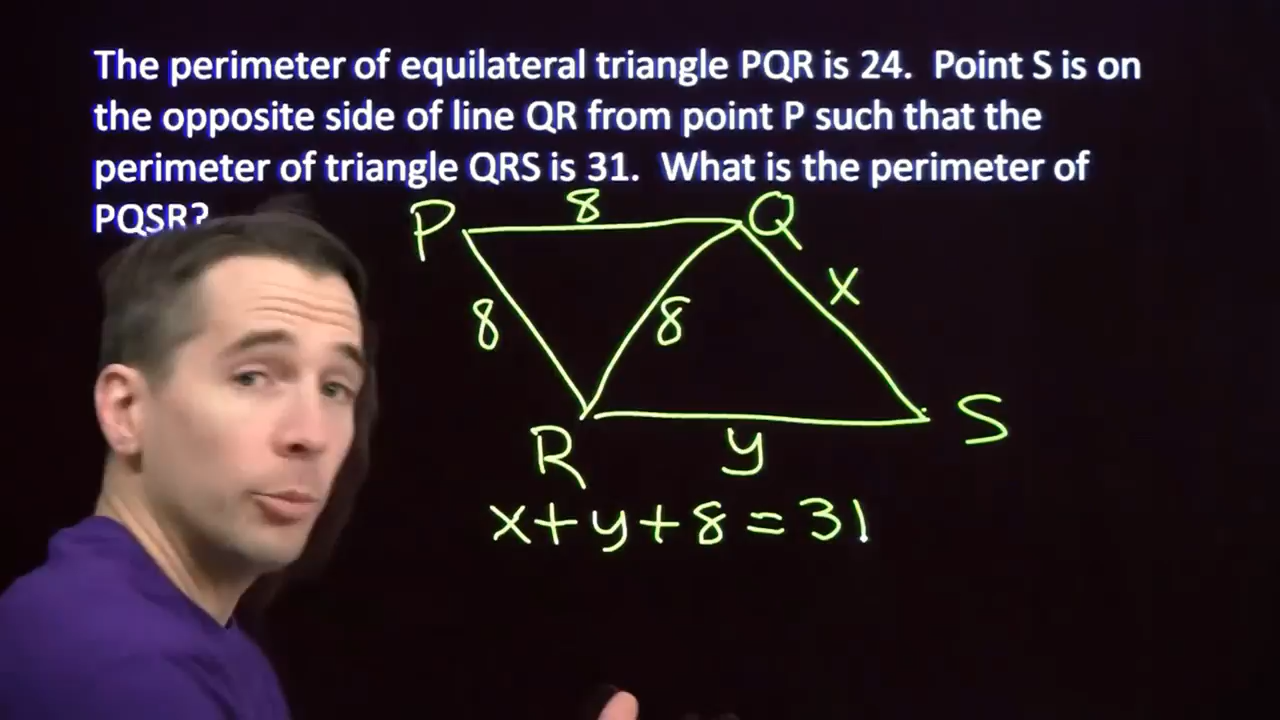 The perimeter of equilateral triangle PQR is 24. Point S is on
the opposite side of line QR from point P such that the
perimeter of triangle QRS is 31. What is the perimeter of
PQSR?
P 8 Q
x
8 8
S
R y
x+y+8=31